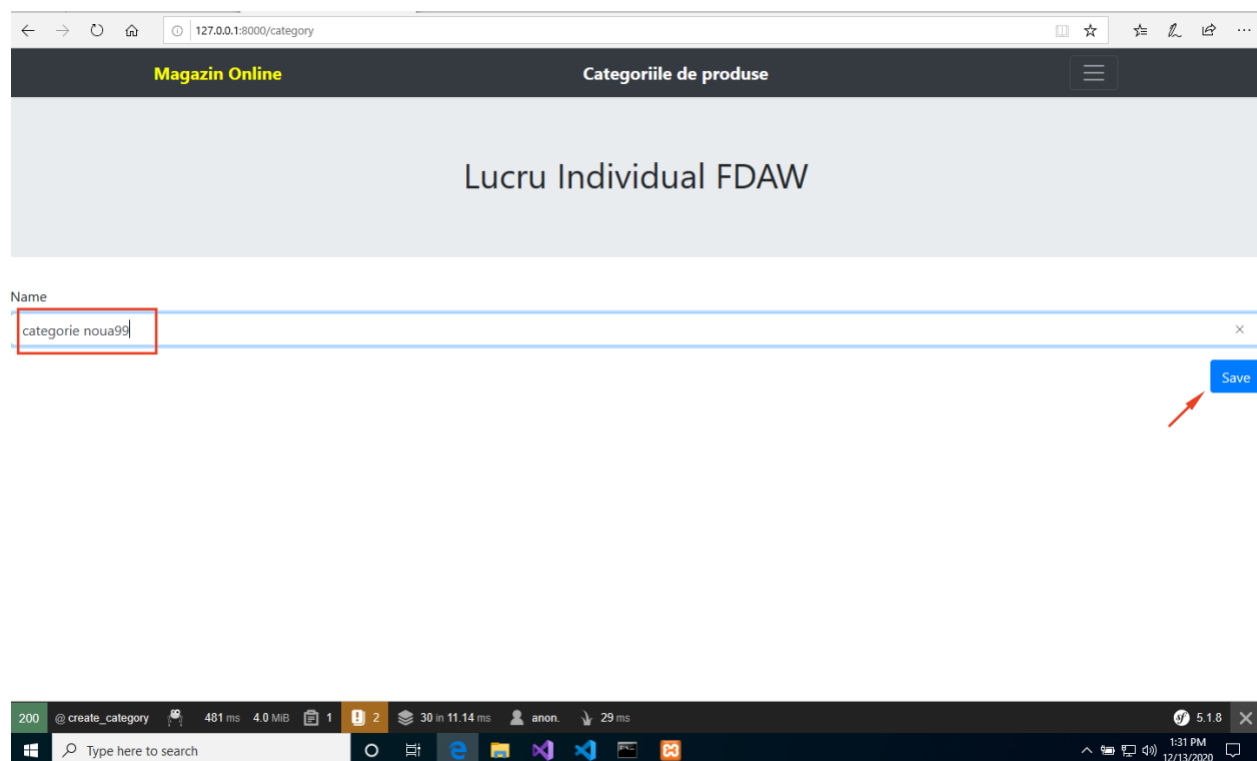 127.0.0.1:8000/category
Magazin Online Categoriile de produse
Lucru Individual FDAW
Name
categorie noua99
Save
200 @ create_category 481 ms 4.0 MiB 1 2 30 in 11.14 ms anon. 29 ms 5.1.8
Type here to search 1:31 PM
12/13/2020